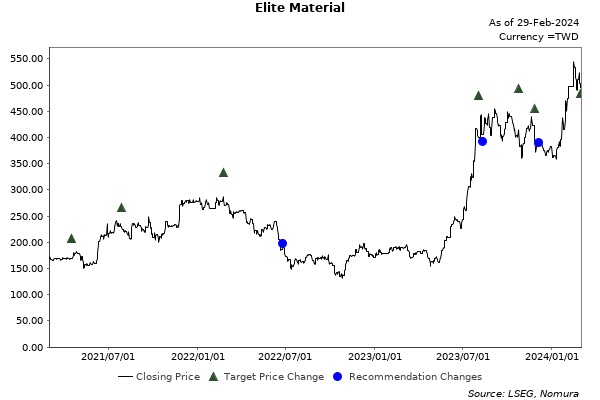 Elite Material
As of 29-Feb-2024
Currency =TWD
550.00
500.00
450.00
400.00
350.00
300.00
250.00
200.00
150.00
100.00
50.00
0.00
2021/07/01 2022/01/01 2022/07/01 2023/01/01 2023/07/01 2024/01/01
Closing Price Target Price Change Recommendation Changes
Source: LSEG, Nomura